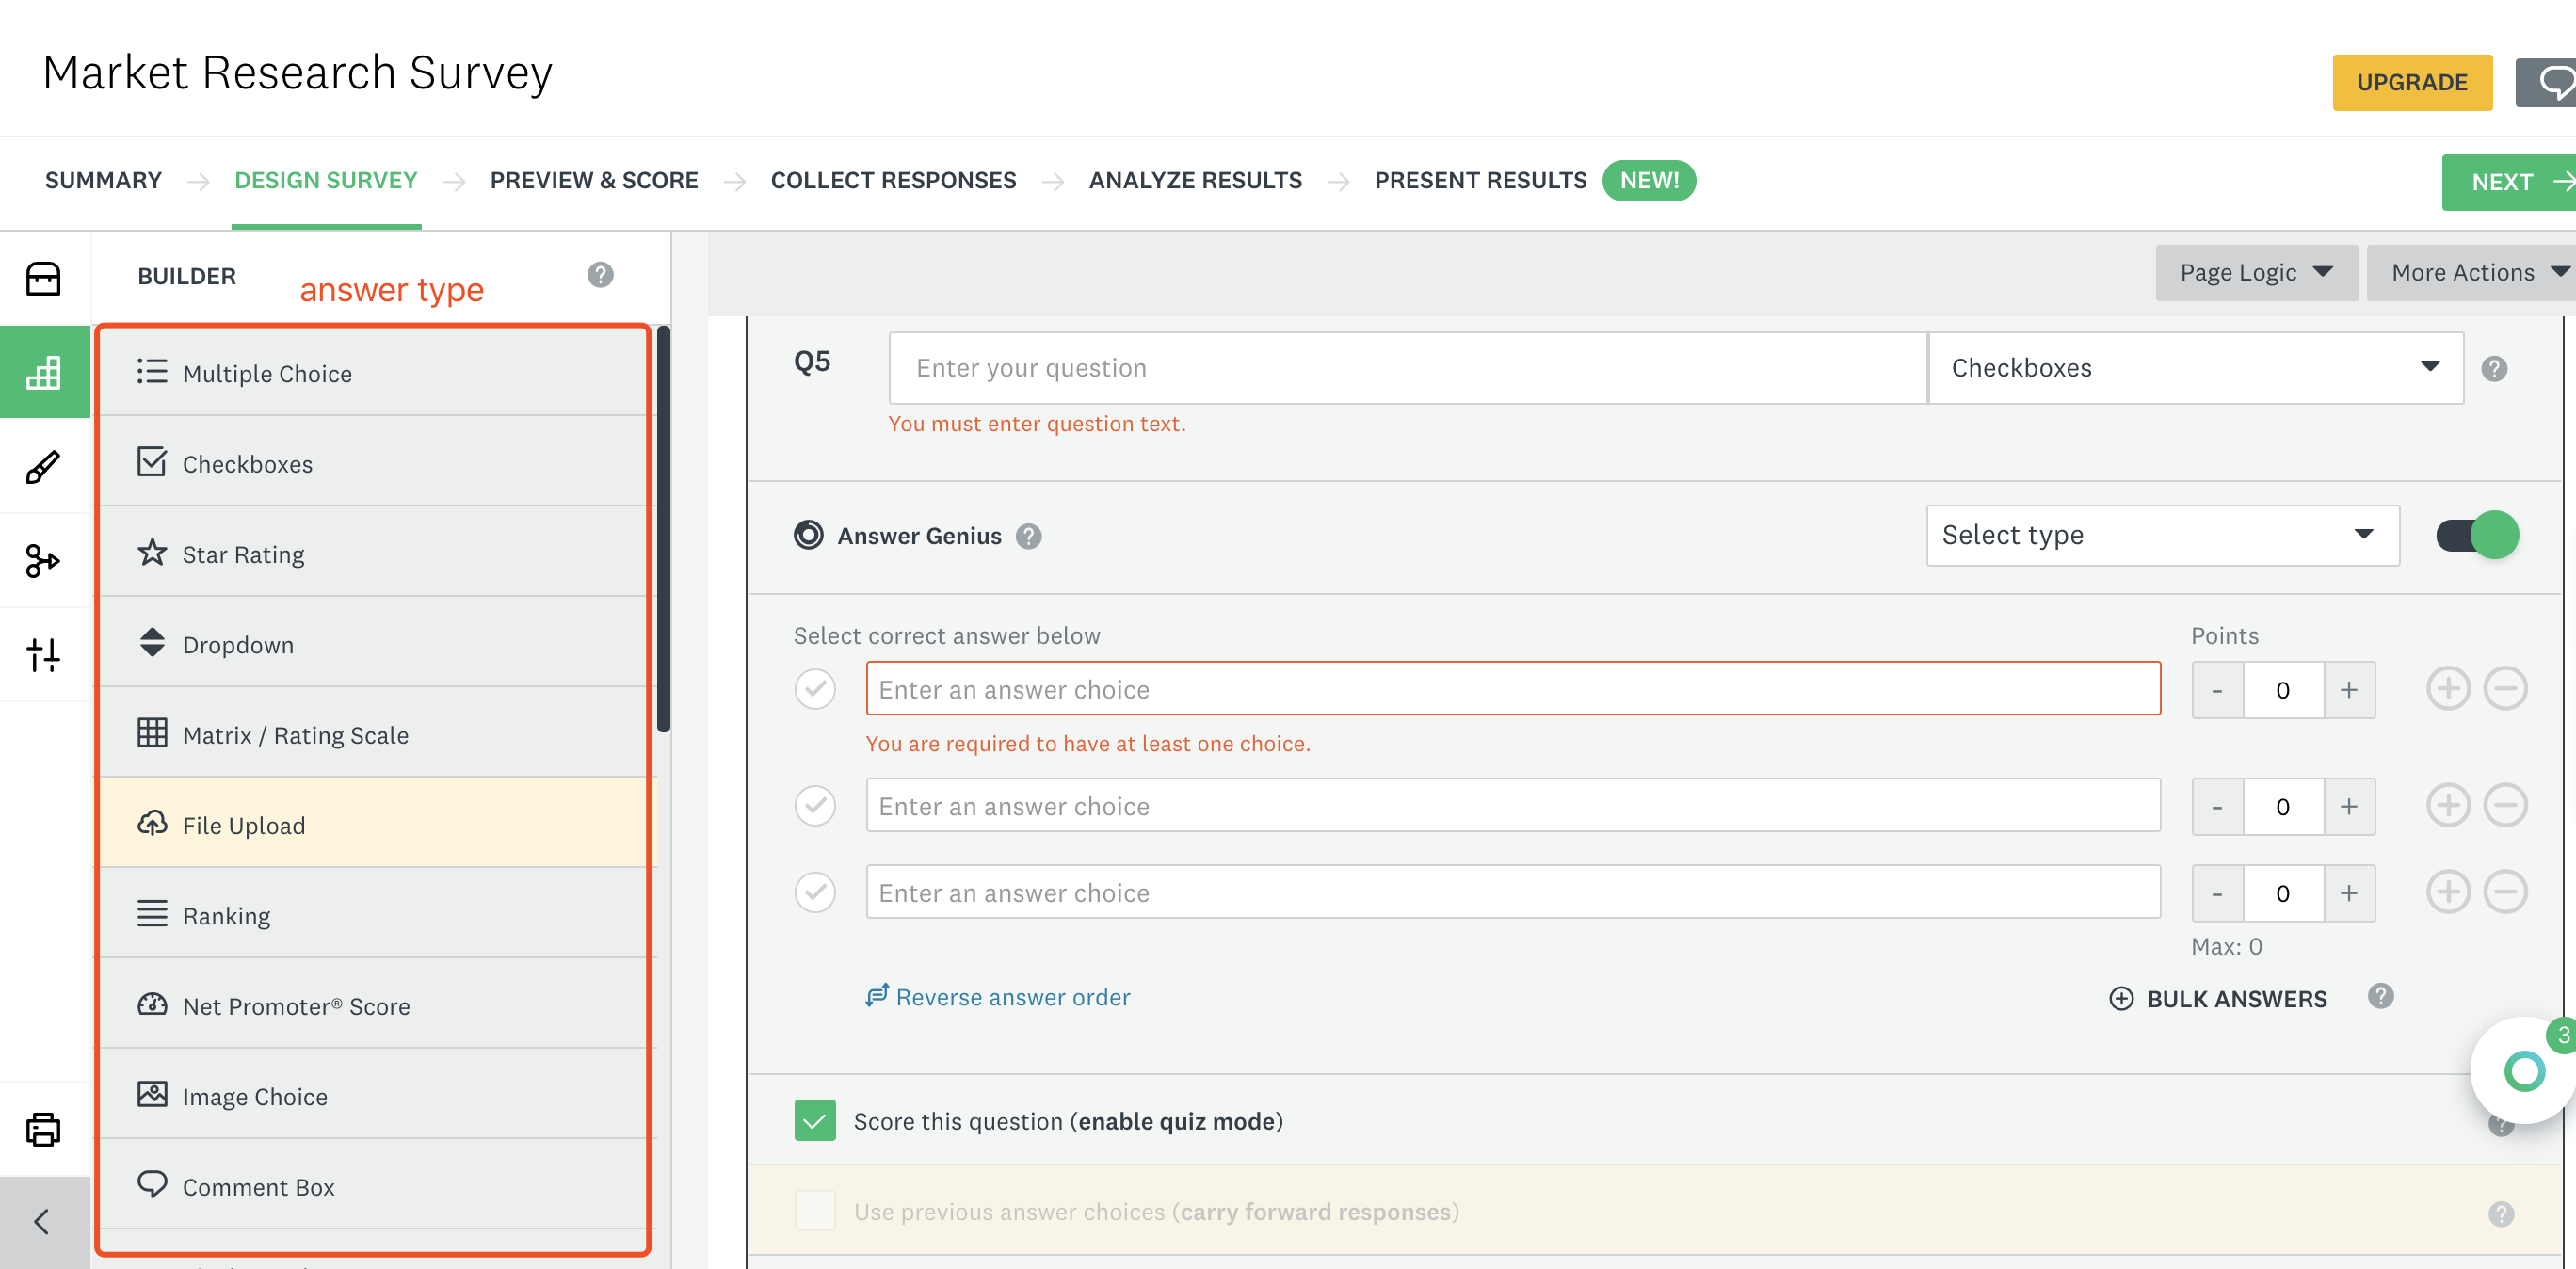 Market Research Survey
UPGRADE
SUMMARY DESIGN SURVEY PREVIEW & SCORE COLLECT RESPONSES ANALYZE RESULTS PRESENT RESULTS NEW! NEXT
BUILDER
answer type
Page Logic More Actions
Multiple Choice
Checkboxes
Star Rating
Dropdown
Matrix / Rating Scale
File Upload
Ranking
Net Promoter® Score
Image Choice
Comment Box
Q5 Enter your question Checkboxes
You must enter question text.
Answer Genius Select type
Select correct answer below Points
Enter an answer choice - 0 +
You are required to have at least one choice.
Enter an answer choice - 0 +
Enter an answer choice - 0 +
Max: 0
Reverse answer order BULK ANSWERS
3
Score this question (enable quiz mode)
Use previous answer choices (carry forward responses)